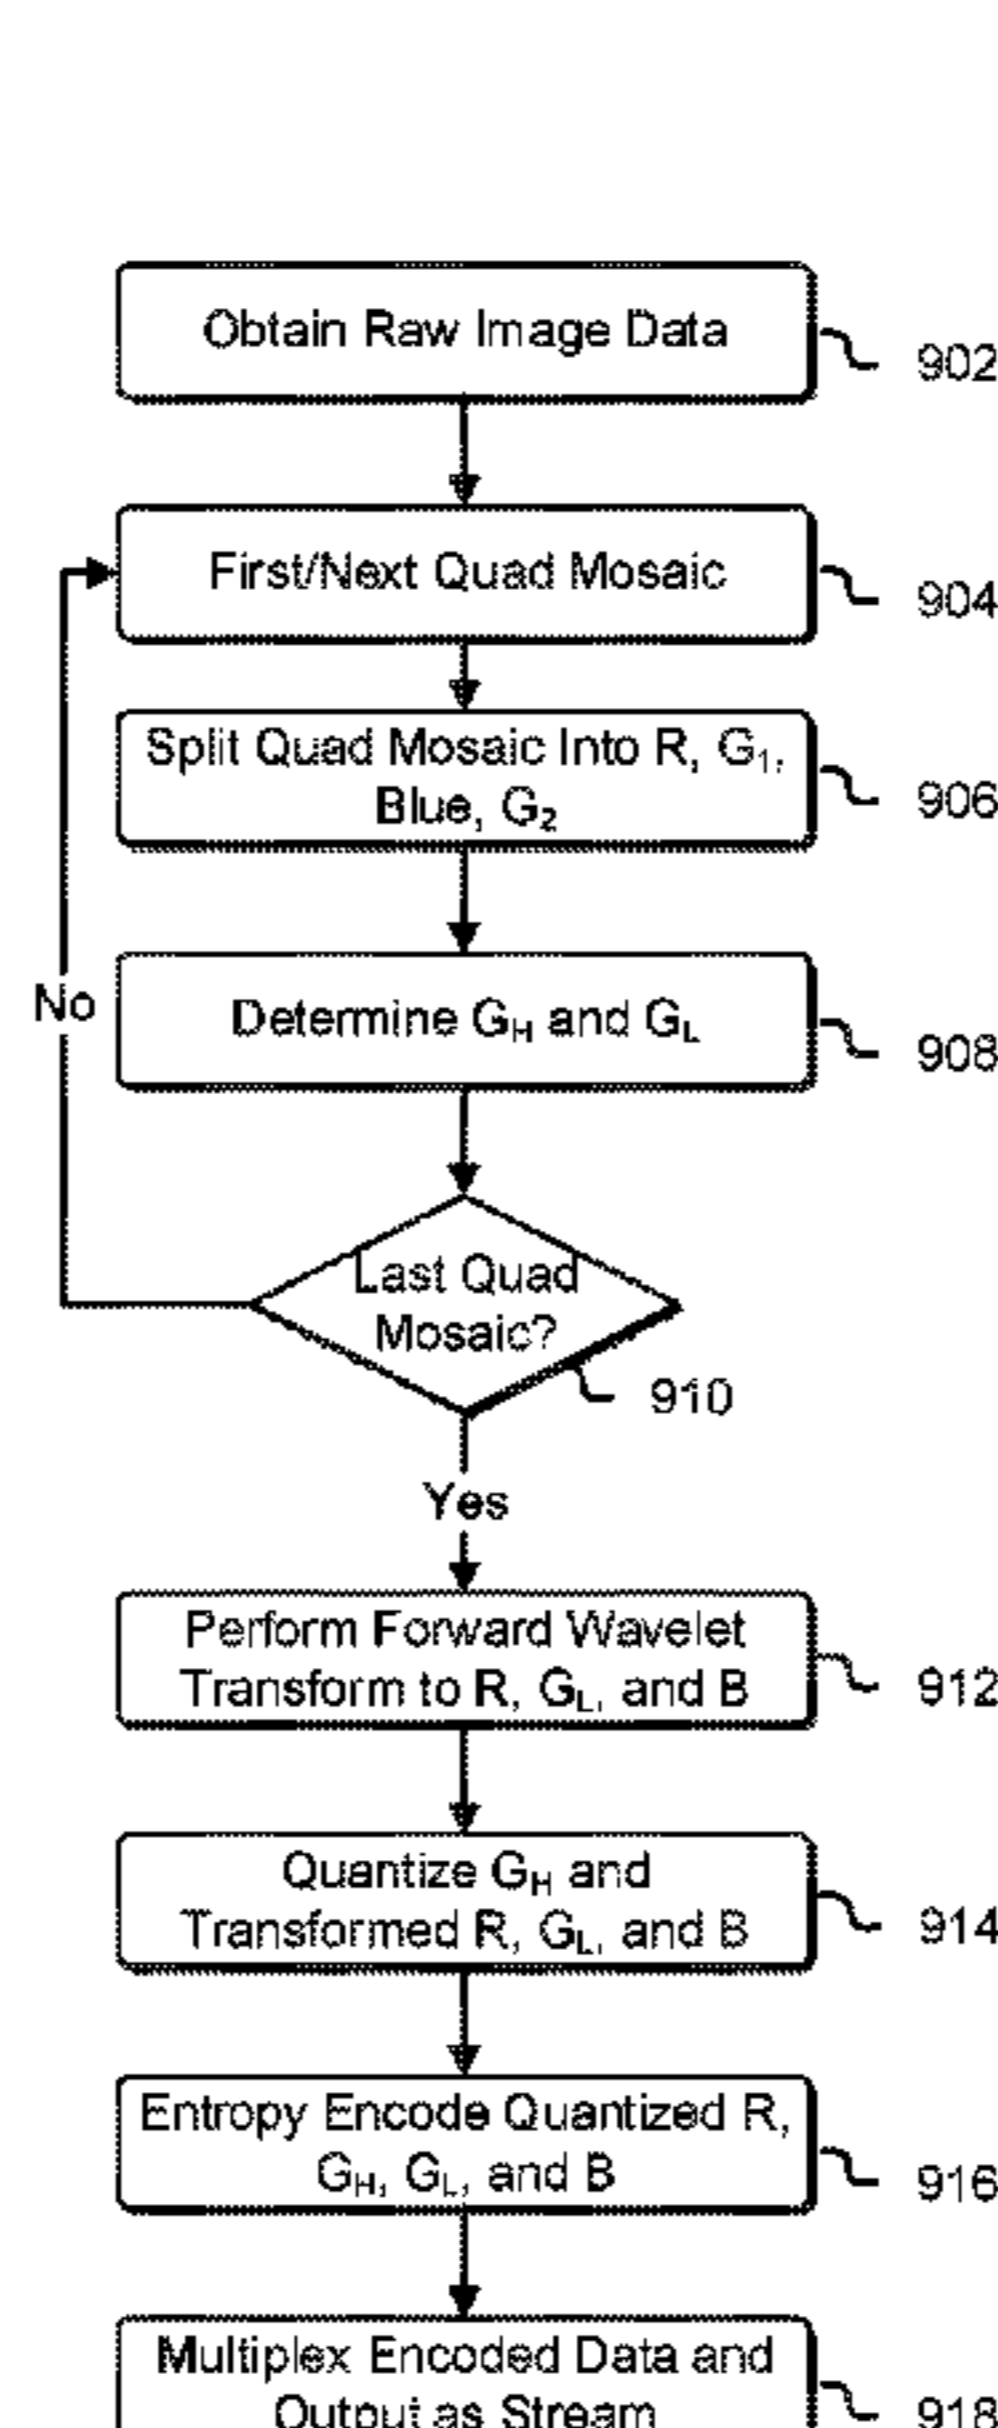 Obtain Raw Image Data
902
First/Next Quad Mosaic
904
Split Quad Mosaic Into R, G1,
Blue, G2
906
No
Determine GH and GL
908
Last Quad
Mosaic?
910
Yes
Perform Forward Wavelet
Transform to R, GL, and B
912
Quantize GH and
Transformed R, GL, and B
914
Entropy Encode Quantized R,
GH, GL, and B
916
Multiplex Encoded Data and
Output as Stream
918